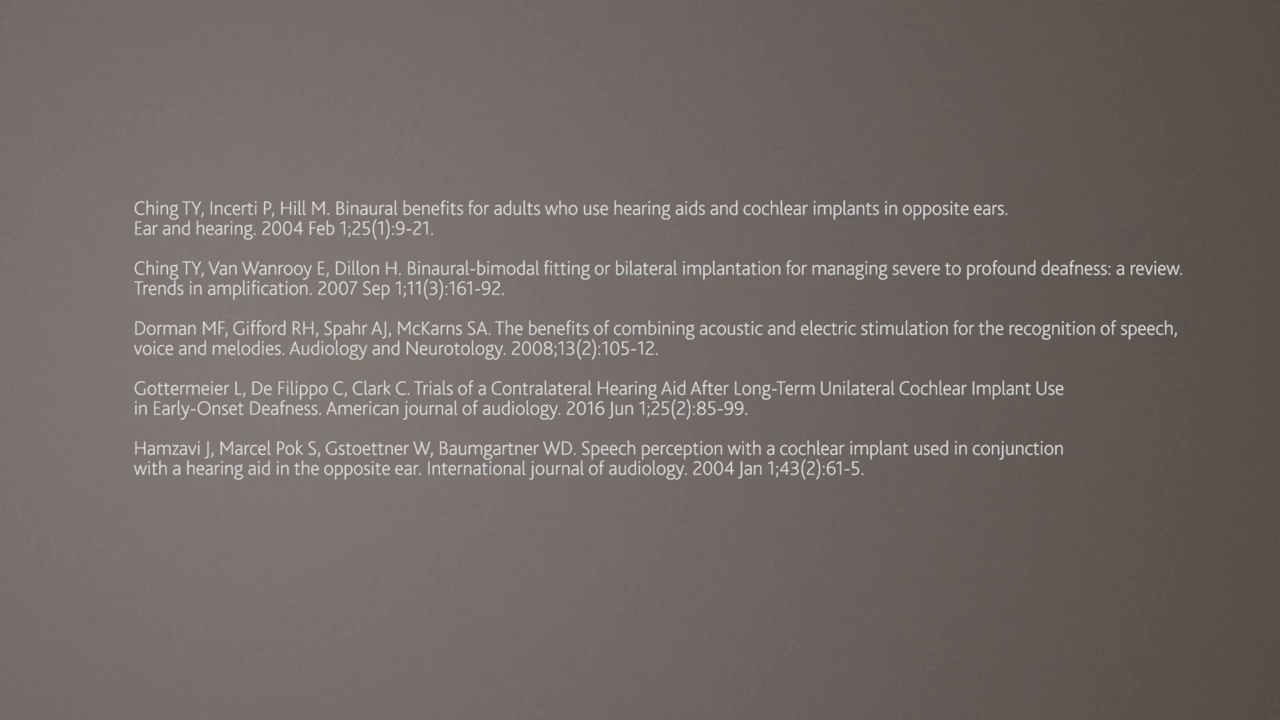 Ching TY, Incerti P, Hill M. Binaural benefits for adults who use hearing aids and cochlear implants in opposite ears.
Ear and hearing. 2004 Feb 1;25(1):9-21.
Ching TY, Van Wanrooy E, Dillon H. Binaural-bimodal fitting or bilateral implantation for managing severe to profound deafness: a review.
Trends in amplification. 2007 Sep 1;11(3):161-92.
Dorman MF, Gifford RH, Spahr AJ, McKarns SA. The benefits of combining acoustic and electric stimulation for the recognition of speech,
voice and melodies. Audiology and Neurotology. 2008;13(2):105-12.
Gottermeier L, De Filippo C, Clark C. Trials of a Contralateral Hearing Aid After Long-Term Unilateral Cochlear Implant Use
in Early-Onset Deafness. American journal of audiology. 2016 Jun 1;25(2):85-99.
Hamzavi J, Marcel Pok S, Gstoettner W, Baumgartner WD. Speech perception with a cochlear implant used in conjunction
with a hearing aid in the opposite ear. International journal of audiology. 2004 Jan 1;43(2):61-5.